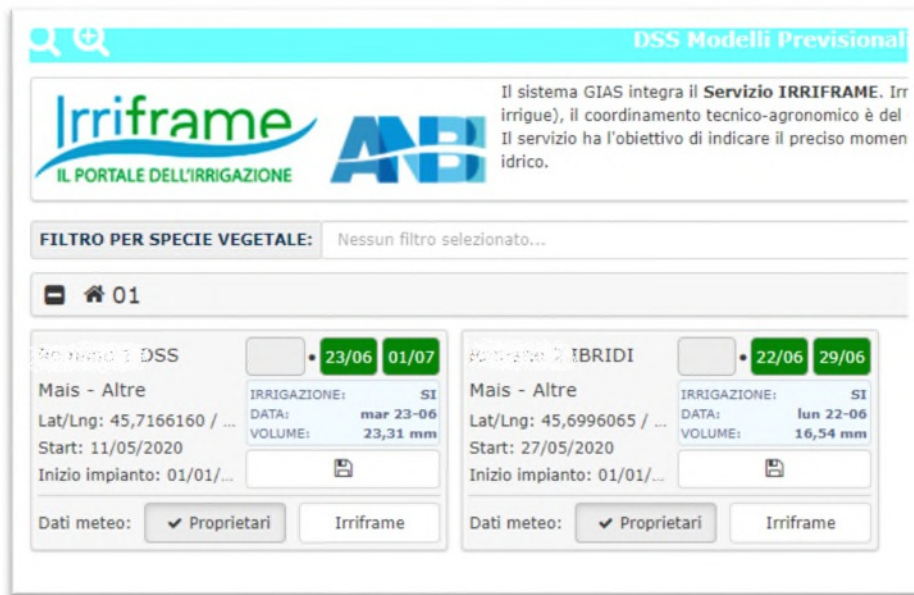 DSS Modelli Previsionali
Irriframe
IL PORTALE DELL'IRRIGAZIONE
ANBI
Il sistema GIAS integra il Servizio IRRIFRAME. Irr
irrigue), il coordinamento tecnico-agronomico è del
Il servizio ha l'obiettivo di indicare il preciso momen
idrico.
FILTRO PER SPECIE VEGETALE: Nessun filtro selezionato...
01
DSS
• 23/06 01/07
Mais - Altre
Lat/Lng: 45,7166160 / ...
Start: 11/05/2020
Inizio impianto: 01/01/...
IRRIGAZIONE: SI
DATA: mar 23-06
VOLUME: 23,31 mm
Dati meteo: Proprietari Irriframe
2 IBRIDI
• 22/06 29/06
Mais - Altre
Lat/Lng: 45,6996065 / ...
Start: 27/05/2020
Inizio impianto: 01/01/...
IRRIGAZIONE: SI
DATA: lun 22-06
VOLUME: 16,54 mm
Dati meteo: Proprietari Irriframe